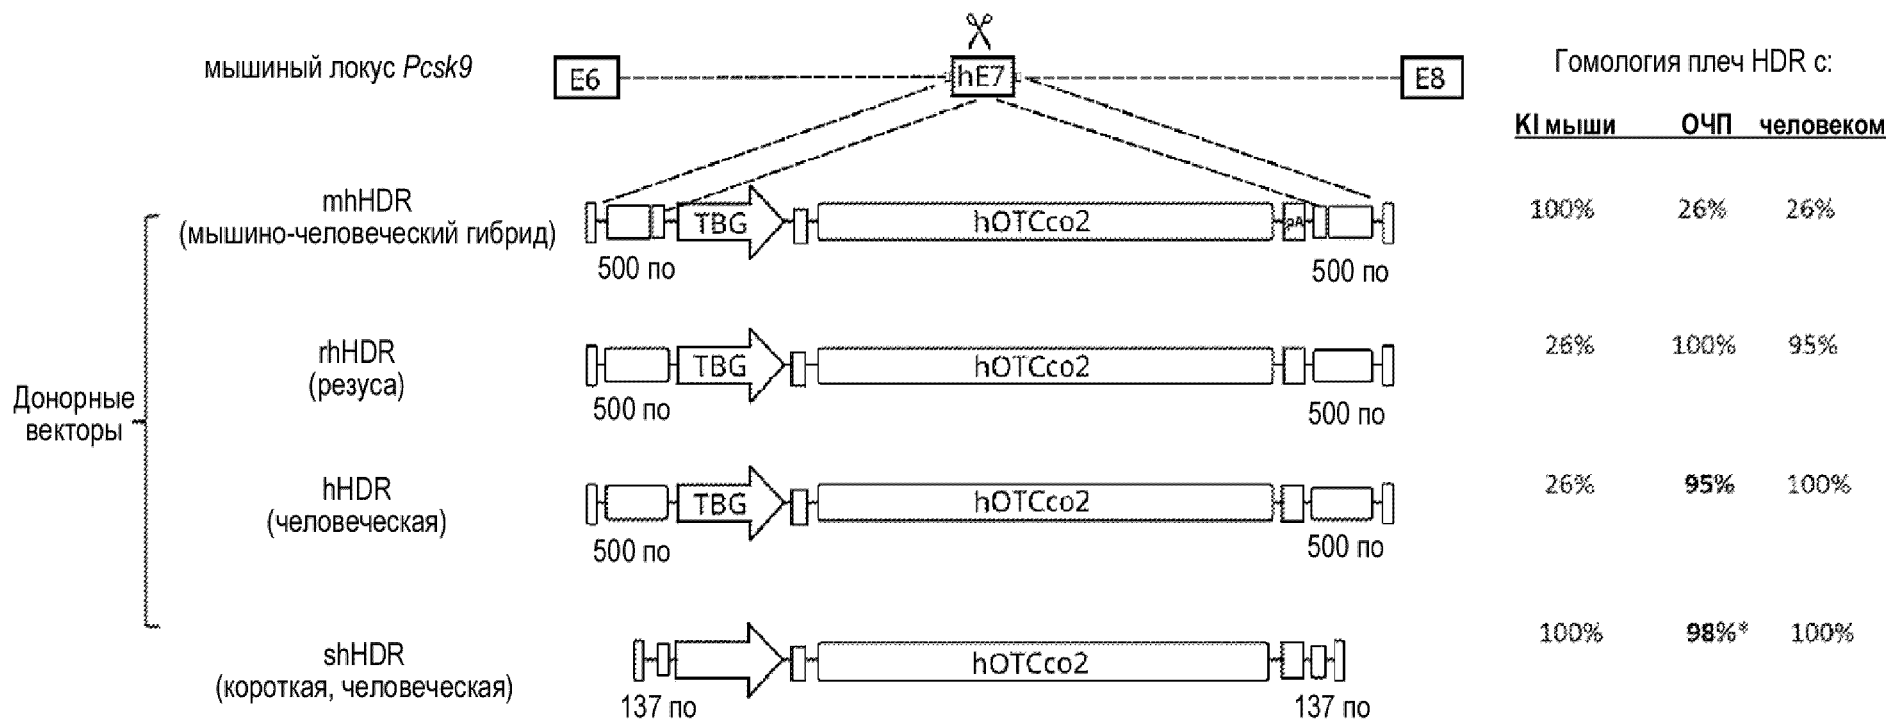 мышиный локус Pcsk9
E6
hE7
E8
Гомология плеч HDR с:
KI мыши ОЧП человеком
mhHDR
(мышино-человеческий гибрид)
TBG
hOTCco2
pA
500 по
500 по
100% 26% 26%
rhHDR
(резуса)
TBG
hOTCco2
500 по
500 по
26% 100% 95%
Донорные
векторы
hHDR
(человеческая)
TBG
hOTCco2
500 по
500 по
26% 95% 100%
shHDR
(короткая, человеческая)
hOTCco2
137 по
137 по
100% 98%* 100%